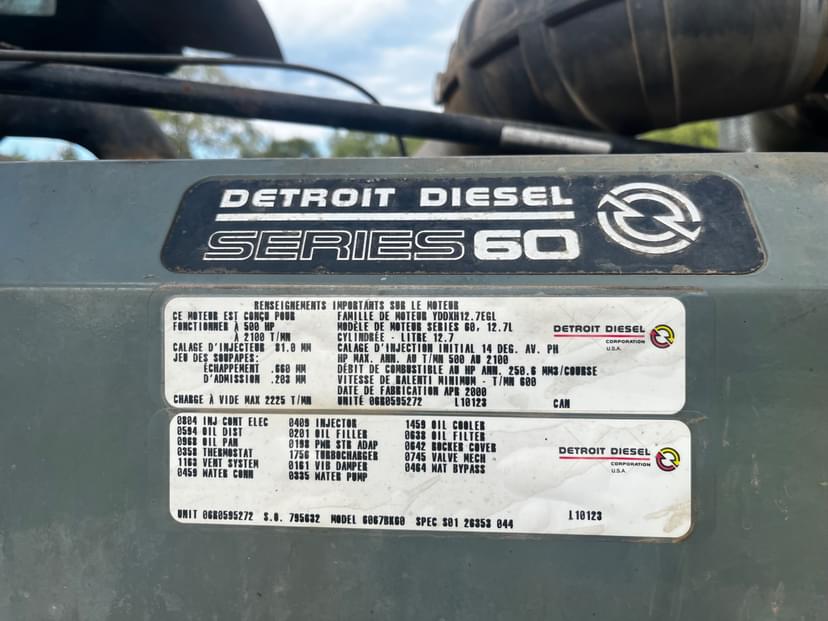 DETROIT DIESEL
SERIES 60
RENSEIGNEMENTS IMPORTANTS SUR LE MOTEUR
CE MOTEUR EST CONÇU POUR
FONCTIONNER À 500 HP
À 2100 T/MN
CALAGE D'INJECTEUR 81.0 MM
JEU DES SOUPAPES:
ÉCHAPPEMENT .660 MM
D'ADMISSION .203 MM
CHARGE À VIDE MAX 2225 T/MN
FAMILLE DE MOTEUR YDDXH12.7EGL
MODÈLE DE MOTEUR SERIES 60, 12.7L
CYLINDRÉE - LITRE 12.7
CALAGE D'INJECTION INITIAL 14 DEG. AV. PH
HP MAX. ANN. AU T/MN 500 AU 2100
DÉBIT DE COMBUSTIBLE AU HP ANN. 250.6 MM3/COURSE
VITESSE DE RALENTI MINIMUM - T/MN 600
DATE DE FABRICATION APR 2000
UNITÉ 06R0595272 L10123 CAN
DETROIT DIESEL
CORPORATION
U.S.A.
0804 INJ CONT ELEC
0594 OIL DIST
0963 OIL PAN
0358 THERMOSTAT
1163 VENT SYSTEM
0459 WATER CONN
0409 INJECTOR
0201 OIL FILLER
0198 PWR STR ADAP
1756 TURBOCHARGER
0161 VIB DAMPER
0335 WATER PUMP
1459 OIL COOLER
0638 OIL FILTER
0642 ROCKER COVER
0745 VALVE MECH
0464 WAT BYPASS
DETROIT DIESEL
CORPORATION
U.S.A.
UNIT 06R0595272 S.O. 795632 MODEL 6067BK60 SPEC S01 26353 044 L10123